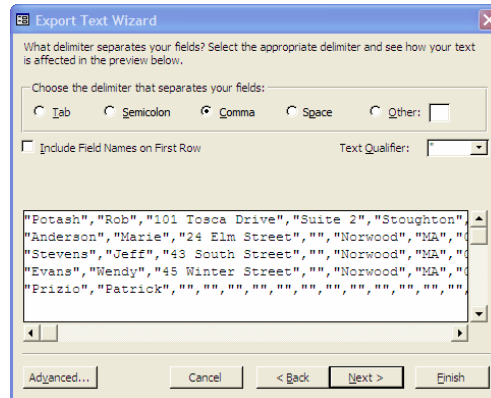 Export Text Wizard
What delimiter separates your fields? Select the appropriate delimiter and see how your text
is affected in the preview below.
Choose the delimiter that separates your fields:
Tab Semicolon Comma Space Other:
Include Field Names on First Row Text Qualifier: "
"Potash","Rob","101 Tosca Drive","Suite 2","Stoughton",
"Anderson","Marie","24 Elm Street","","Norwood","MA","0
"Stevens","Jeff","43 South Street","","Norwood","MA","0
"Evans","Wendy","45 Winter Street","","Norwood","MA","0
"Prizio","Patrick","","","","","","","","","","","","",
Advanced... Cancel < Back Next > Finish